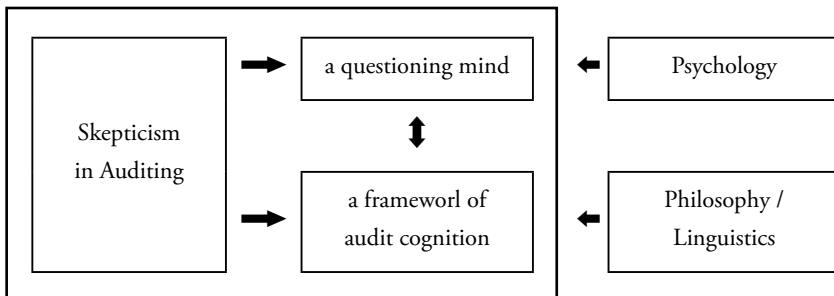 Skepticism
in Auditing
a questioning mind
Psychology
a frameworl of
audit cognition
Philosophy /
Linguistics